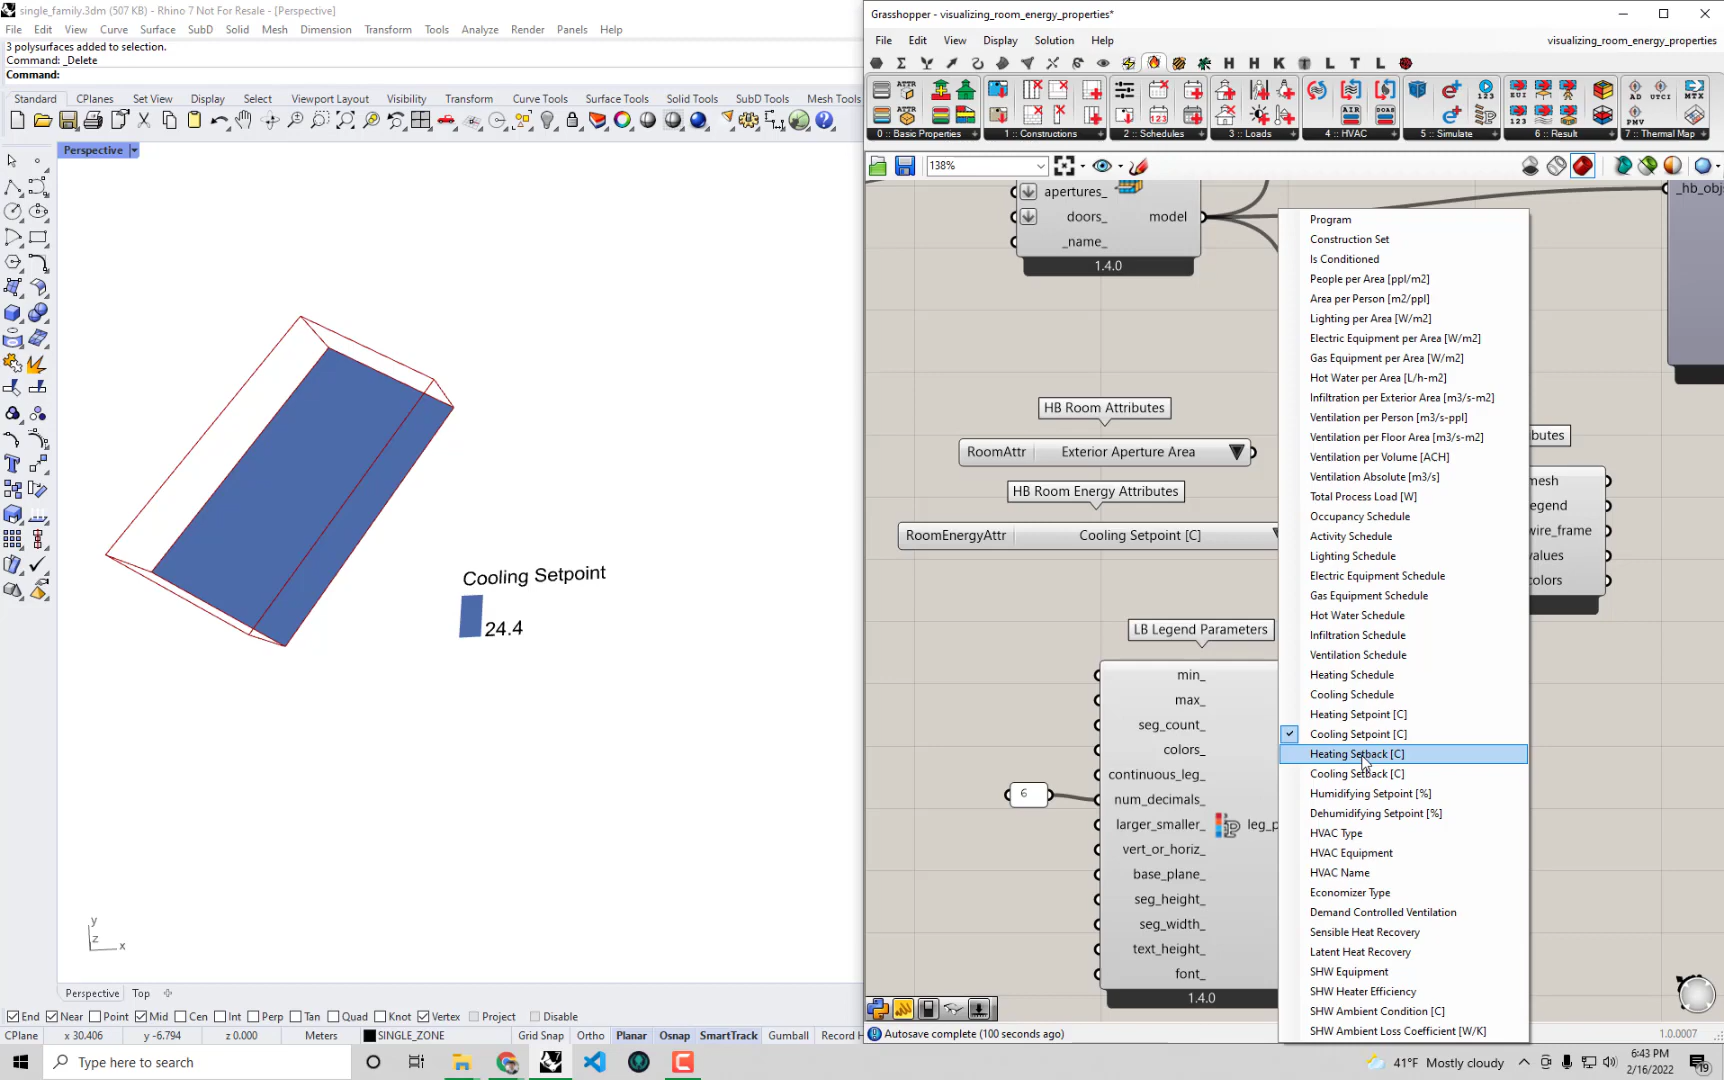 single_family.3dm (507 KB) - Rhino 7 Not For Resale - [Perspective]
File Edit View Curve Surface SubD Solid Mesh Dimension Transform Tools Analyze Render Panels Help
3 polysurfaces added to selection.
Command: _Delete
Command:
Standard CPlanes Set View Display Select Viewport Layout Visibility Transform Curve Tools Surface Tools Solid Tools SubD Tools Mesh Tools
Perspective
Cooling Setpoint
24.4
y
z x
Perspective Top
End Near Point Mid Cen Int Perp Tan Quad Knot Vertex Project Disable
CPlane x 30.406 y -6.794 z 0.000 Meters SINGLE_ZONE Grid Snap Ortho Planar Osnap SmartTrack Gumball Record H
Grasshopper - visualizing_room_energy_properties*
File Edit View Display Solution Help visualizing_room_energy_properties
0 :: Basic Properties 1 :: Constructions 2 :: Schedules 3 :: Loads 4 :: HVAC 5 :: Simulate 6 :: Result 7 :: Thermal Map
138%
apertures_
doors_ model
_name_
1.4.0
_hb_obj
HB Room Attributes
RoomAttr Exterior Aperture Area
HB Room Energy Attributes
RoomEnergyAttr Cooling Setpoint [C]
LB Legend Parameters
min_
max_
seg_count_
colors_
continuous_leg_
6 num_decimals_
larger_smaller_ leg_p
vert_or_horiz_
base_plane_
seg_height_
seg_width_
text_height_
font_
1.4.0
butes
mesh
legend
wire_frame
values
colors
Program
Construction Set
Is Conditioned
People per Area [ppl/m2]
Area per Person [m2/ppl]
Lighting per Area [W/m2]
Electric Equipment per Area [W/m2]
Gas Equipment per Area [W/m2]
Hot Water per Area [L/h-m2]
Infiltration per Exterior Area [m3/s-m2]
Ventilation per Person [m3/s-ppl]
Ventilation per Floor Area [m3/s-m2]
Ventilation per Volume [ACH]
Ventilation Absolute [m3/s]
Total Process Load [W]
Occupancy Schedule
Activity Schedule
Lighting Schedule
Electric Equipment Schedule
Gas Equipment Schedule
Hot Water Schedule
Infiltration Schedule
Ventilation Schedule
Heating Schedule
Cooling Schedule
Heating Setpoint [C]
Cooling Setpoint [C]
Heating Setback [C]
Cooling Setback [C]
Humidifying Setpoint [%]
Dehumidifying Setpoint [%]
HVAC Type
HVAC Equipment
HVAC Name
Economizer Type
Demand Controlled Ventilation
Sensible Heat Recovery
Latent Heat Recovery
SHW Equipment
SHW Heater Efficiency
SHW Ambient Condition [C]
SHW Ambient Loss Coefficient [W/K]
Autosave complete (100 seconds ago) 1.0.0007
Type here to search
41°F Mostly cloudy
6:43 PM
2/16/2022
19